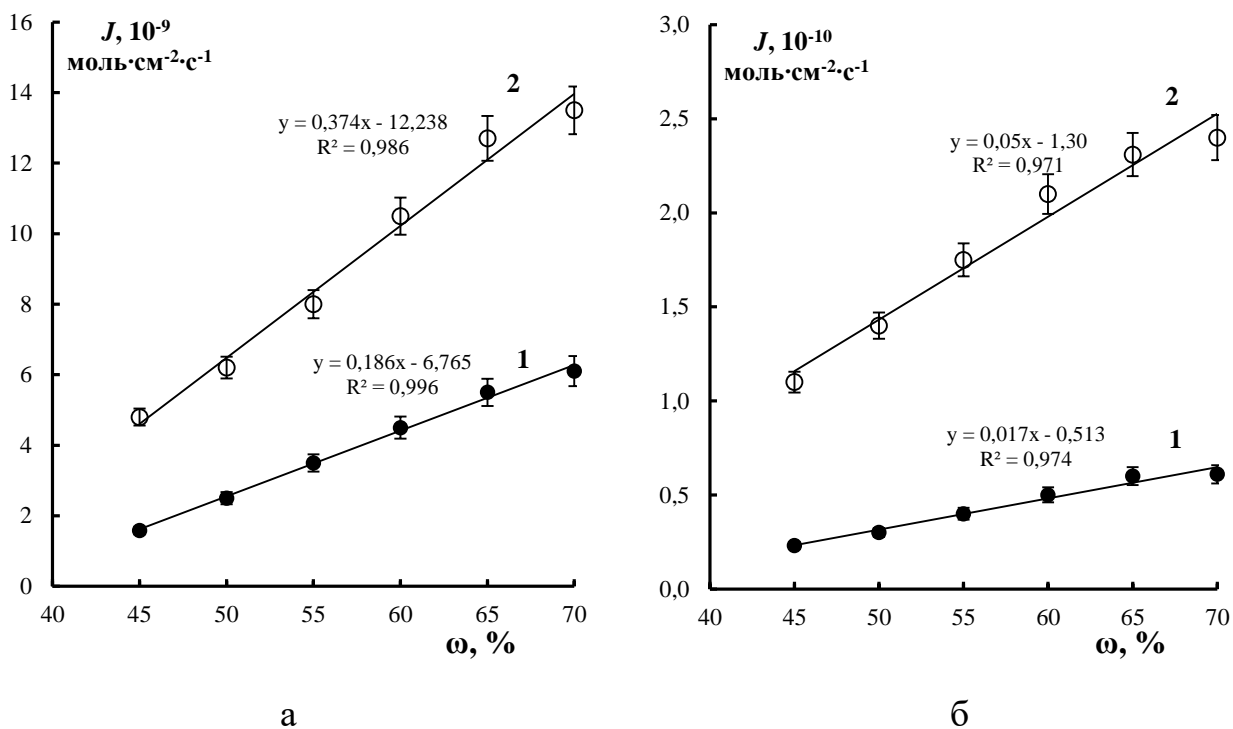 J, 10⁻⁹
моль·см⁻²·с⁻¹
16
14
12
10
8
6
4
2
0
2
y = 0,374x - 12,238
R² = 0,986
y = 0,186x - 6,765
R² = 0,996
1
40 45 50 55 60 65 70
ω, %
а
J, 10⁻¹⁰
моль·см⁻²·с⁻¹
3,0
2,5
2,0
1,5
1,0
0,5
0,0
2
y = 0,05x - 1,30
R² = 0,971
y = 0,017x - 0,513
R² = 0,974
1
40 45 50 55 60 65 70
ω, %
б